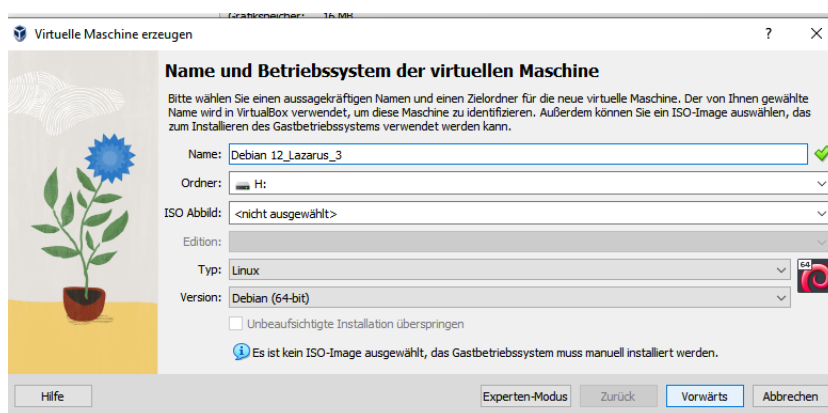 Grafikspeicher: 16 MB
Virtuelle Maschine erzeugen
?
Name und Betriebssystem der virtuellen Maschine
Bitte wählen Sie einen aussagekräftigen Namen und einen Zielordner für die neue virtuelle Maschine. Der von Ihnen gewählte
Name wird in VirtualBox verwendet, um diese Maschine zu identifizieren. Außerdem können Sie ein ISO-Image auswählen, das
zum Installieren des Gastbetriebssystems verwendet werden kann.
Name: Debian 12_Lazarus_3
Ordner: H:
ISO Abbild: <nicht ausgewählt>
Edition:
Typ: Linux
64
Version: Debian (64-bit)
Unbeaufsichtigte Installation überspringen
Es ist kein ISO-Image ausgewählt, das Gastbetriebssystem muss manuell installiert werden.
Hilfe Experten-Modus Zurück Vorwärts Abbrechen